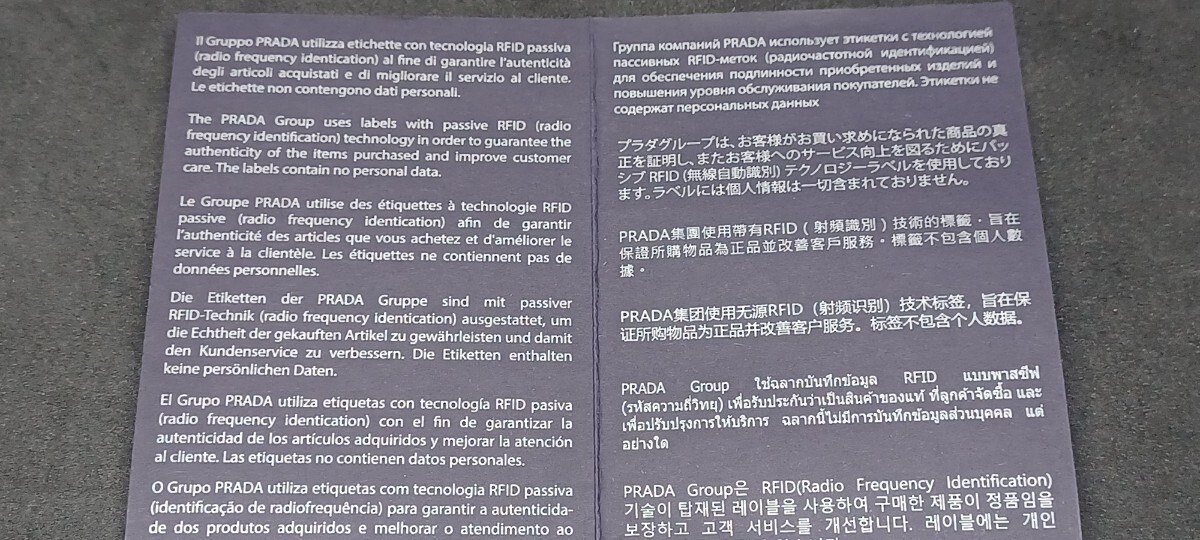 Il Gruppo PRADA utilizza etichette con tecnologia RFID passiva
(radio frequency identication) al fine di garantire l'autenticità
degli articoli acquistati e di migliorare il servizio al cliente.
Le etichette non contengono dati personali.
The PRADA Group uses labels with passive RFID (radio
frequency identification) technology in order to guarantee the
authenticity of the items purchased and improve customer
care. The labels contain no personal data.
Le Groupe PRADA utilise des étiquettes à technologie RFID
passive (radio frequency identication) afin de garantir
l'authenticité des articles que vous achetez et d'améliorer le
service à la clientèle. Les étiquettes ne contiennent pas de
données personnelles.
Die Etiketten der PRADA Gruppe sind mit passiver
RFID-Technik (radio frequency identication) ausgestattet, um
die Echtheit der gekauften Artikel zu gewährleisten und damit
den Kundenservice zu verbessern. Die Etiketten enthalten
keine persönlichen Daten.
El Grupo PRADA utiliza etiquetas con tecnología RFID pasiva
(radio frequency identication) con el fin de garantizar la
autenticidad de los artículos adquiridos y mejorar la atención
al cliente. Las etiquetas no contienen datos personales.
O Grupo PRADA utiliza etiquetas com tecnologia RFID passiva
(identificação de radiofrequência) para garantir a autenticida-
de dos produtos adquiridos e melhorar o atendimento ao
Группа компаний PRADA использует этикетки с технологией
пассивных RFID-меток (радиочастотной идентификацией)
для обеспечения подлинности приобретенных изделий и
повышения уровня обслуживания покупателей. Этикетки не
содержат персональных данных
プラダグループは、お客様がお買い求めになられた商品の真
正を証明し、またお客様へのサービス向上を図るためにパッ
シブ RFID (無線自動識別) テクノロジーラベルを使用しており
ます。ラベルには個人情報は一切含まれておりません。
PRADA集團使用帶有RFID（射頻識別）技術的標籤，旨在
保證所購物品為正品並改善客戶服務。標籤不包含個人數
據。
PRADA集团使用无源RFID（射频识别）技术标签，旨在保
证所购物品为正品并改善客户服务。标签不包含个人数据。
PRADA Group ใช้ฉลากบันทึกข้อมูล RFID แบบพาสซีฟ
(รหัสความถี่วิทยุ) เพื่อรับประกันว่าเป็นสินค้าของแท้ ที่ลูกค้าจัดซื้อ และ
เพื่อปรับปรุงการให้บริการ ฉลากนี้ไม่มีการบันทึกข้อมูลส่วนบุคคล แต่
อย่างใด
PRADA Group은 RFID(Radio Frequency Identification)
기술이 탑재된 레이블을 사용하여 구매한 제품이 정품임을
보장하고 고객 서비스를 개선합니다. 레이블에는 개인